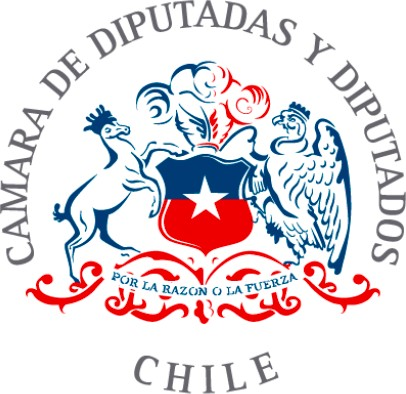 CAMARA DE DIPUTADAS Y DIPUTADOS
POR LA RAZON O LA FUERZA
CHILE